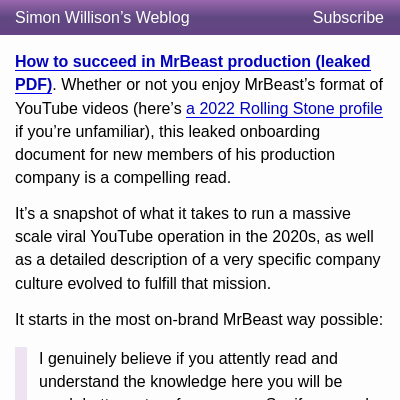 Simon Willison’s Weblog
Subscribe
How to succeed in MrBeast production (leaked
PDF). Whether or not you enjoy MrBeast’s format of
YouTube videos (here’s a 2022 Rolling Stone profile
if you’re unfamiliar), this leaked onboarding
document for new members of his production
company is a compelling read.
It’s a snapshot of what it takes to run a massive
scale viral YouTube operation in the 2020s, as well
as a detailed description of a very specific company
culture evolved to fulfill that mission.
It starts in the most on-brand MrBeast way possible:
I genuinely believe if you attently read and
understand the knowledge here you will be